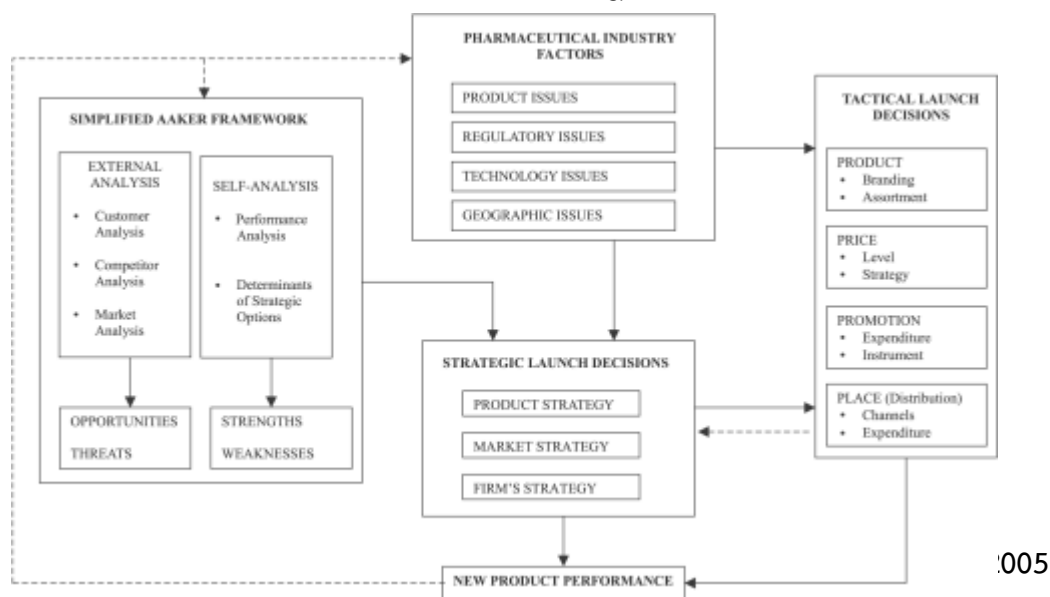 PHARMACEUTICAL INDUSTRY
FACTORS
PRODUCT ISSUES
REGULATORY ISSUES
TECHNOLOGY ISSUES
GEOGRAPHIC ISSUES
SIMPLIFIED AAKER FRAMEWORK
EXTERNAL
ANALYSIS
• Customer
Analysis
• Competitor
Analysis
• Market
Analysis
SELF-ANALYSIS
• Performance
Analysis
• Determinants
of Strategic
Options
OPPORTUNITIES
THREATS
STRENGTHS
WEAKNESSES
STRATEGIC LAUNCH DECISIONS
PRODUCT STRATEGY
MARKET STRATEGY
FIRM'S STRATEGY
TACTICAL LAUNCH
DECISIONS
PRODUCT
• Branding
• Assortment
PRICE
• Level
• Strategy
PROMOTION
• Expenditure
• Instrument
PLACE (Distribution)
• Channels
• Expenditure
NEW PRODUCT PERFORMANCE